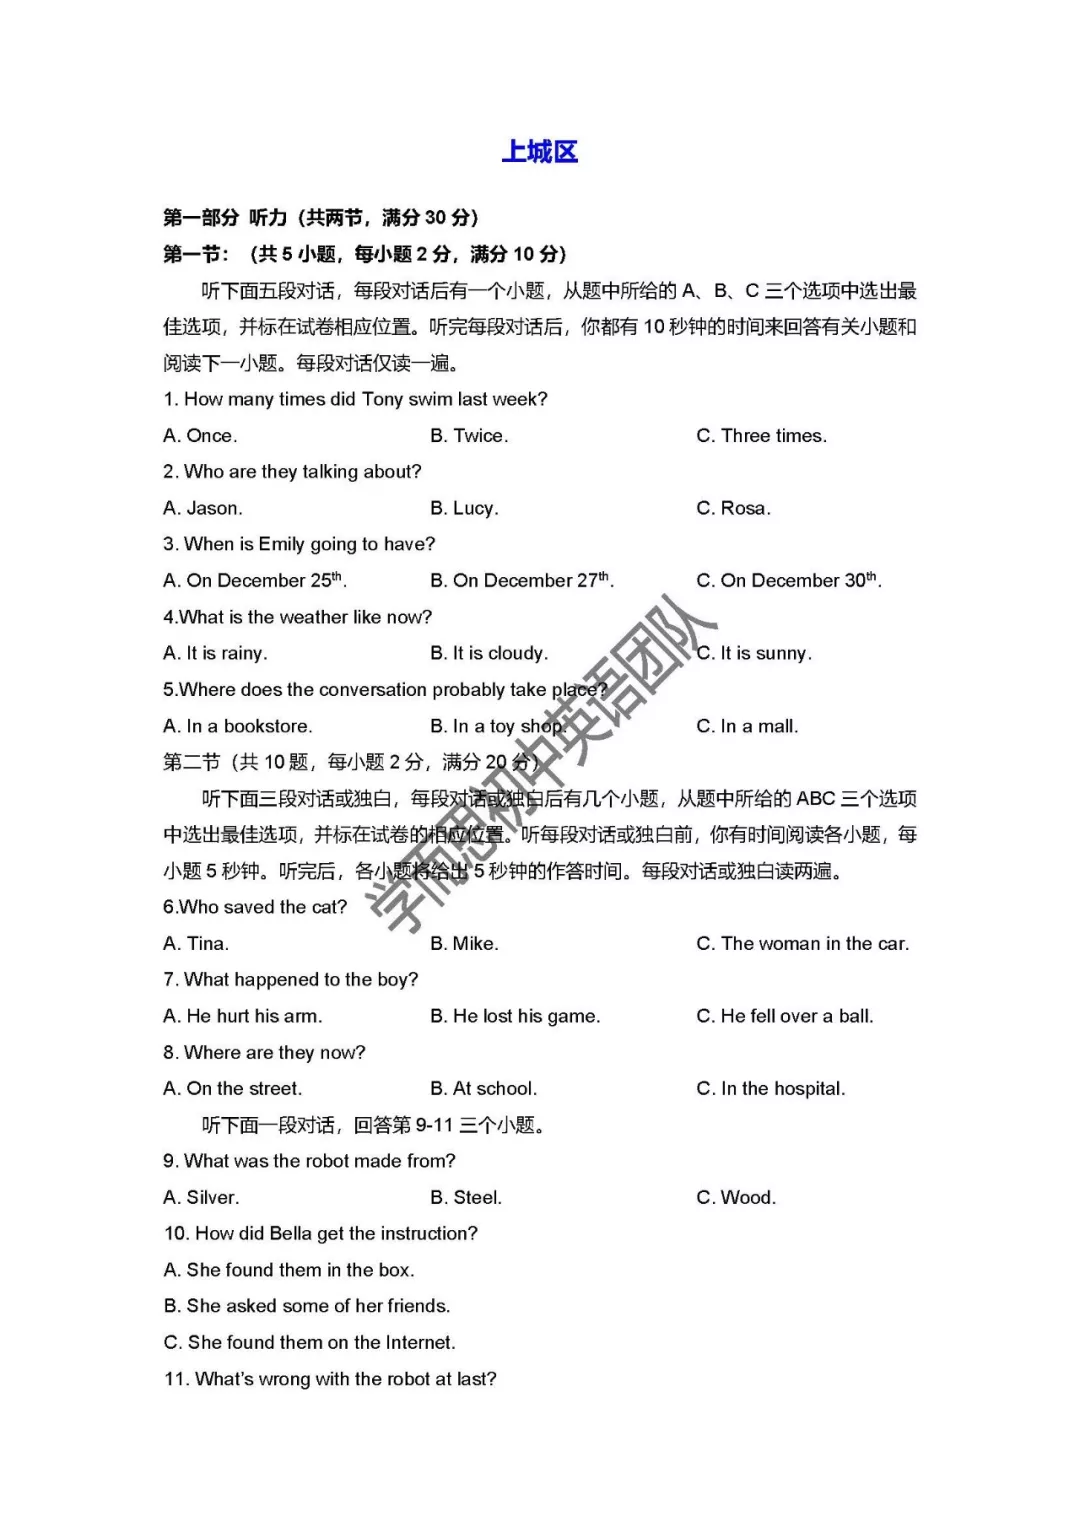 上城区
第一部分 听力（共两节，满分 30 分）
第一节：（共 5 小题，每小题 2 分，满分 10 分）
听下面五段对话，每段对话后有一个小题，从题中所给的 A、B、C 三个选项中选出最
佳选项，并标在试卷相应位置。听完每段对话后，你都有 10 秒钟的时间来回答有关小题和
阅读下一小题。每段对话仅读一遍。
1. How many times did Tony swim last week?
A. Once. B. Twice. C. Three times.
2. Who are they talking about?
A. Jason. B. Lucy. C. Rosa.
3. When is Emily going to have?
A. On December 25th. B. On December 27th. C. On December 30th.
4.What is the weather like now?
A. It is rainy. B. It is cloudy. C. It is sunny.
5.Where does the conversation probably take place?
A. In a bookstore. B. In a toy shop. C. In a mall.
第二节（共 10 题，每小题 2 分，满分 20 分）
听下面三段对话或独白，每段对话或独白后有几个小题，从题中所给的 ABC 三个选项
中选出最佳选项，并标在试卷的相应位置。听每段对话或独白前，你有时间阅读各小题，每
小题 5 秒钟。听完后，各小题将给出 5 秒钟的作答时间。每段对话或独白读两遍。
6.Who saved the cat?
A. Tina. B. Mike. C. The woman in the car.
7. What happened to the boy?
A. He hurt his arm. B. He lost his game. C. He fell over a ball.
8. Where are they now?
A. On the street. B. At school. C. In the hospital.
听下面一段对话，回答第 9-11 三个小题。
9. What was the robot made from?
A. Silver. B. Steel. C. Wood.
10. How did Bella get the instruction?
A. She found them in the box.
B. She asked some of her friends.
C. She found them on the Internet.
11. What's wrong with the robot at last?
学而思初中英语团队